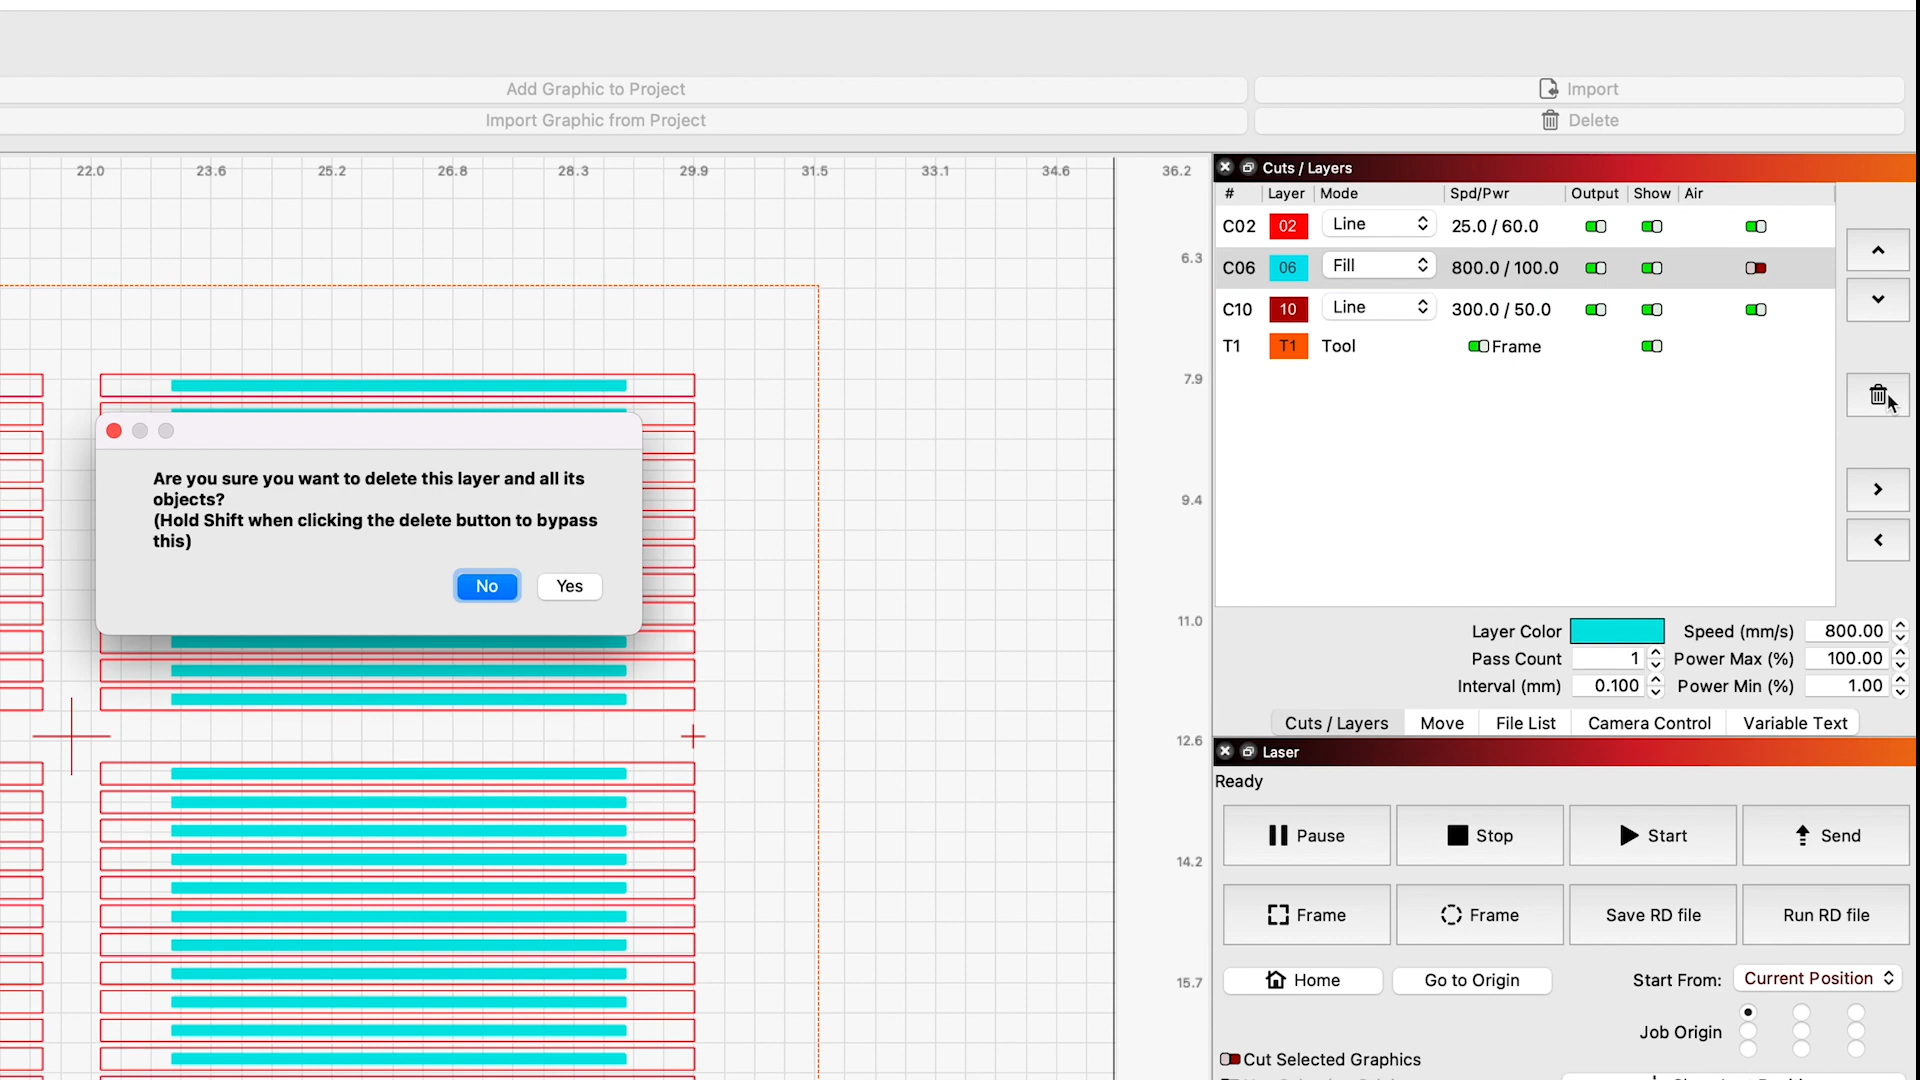 Add Graphic to Project
Import
Import Graphic from Project
Delete
22.0 23.6 25.2 26.8 28.3 29.9 31.5 33.1 34.6 36.2
6.3
7.9
9.4
11.0
12.6
14.2
15.7
Cuts / Layers
# Layer Mode Spd/Pwr Output Show Air
C02 02 Line 25.0 / 60.0
C06 06 Fill 800.0 / 100.0
C10 10 Line 300.0 / 50.0
T1 T1 Tool Frame
Are you sure you want to delete this layer and all its
objects?
(Hold Shift when clicking the delete button to bypass
this)
No Yes
Layer Color Speed (mm/s) 800.00
Pass Count 1 Power Max (%) 100.00
Interval (mm) 0.100 Power Min (%) 1.00
Cuts / Layers Move File List Camera Control Variable Text
Laser
Ready
Pause Stop Start Send
Frame Frame Save RD file Run RD file
Home Go to Origin Start From: Current Position
Job Origin
Cut Selected Graphics